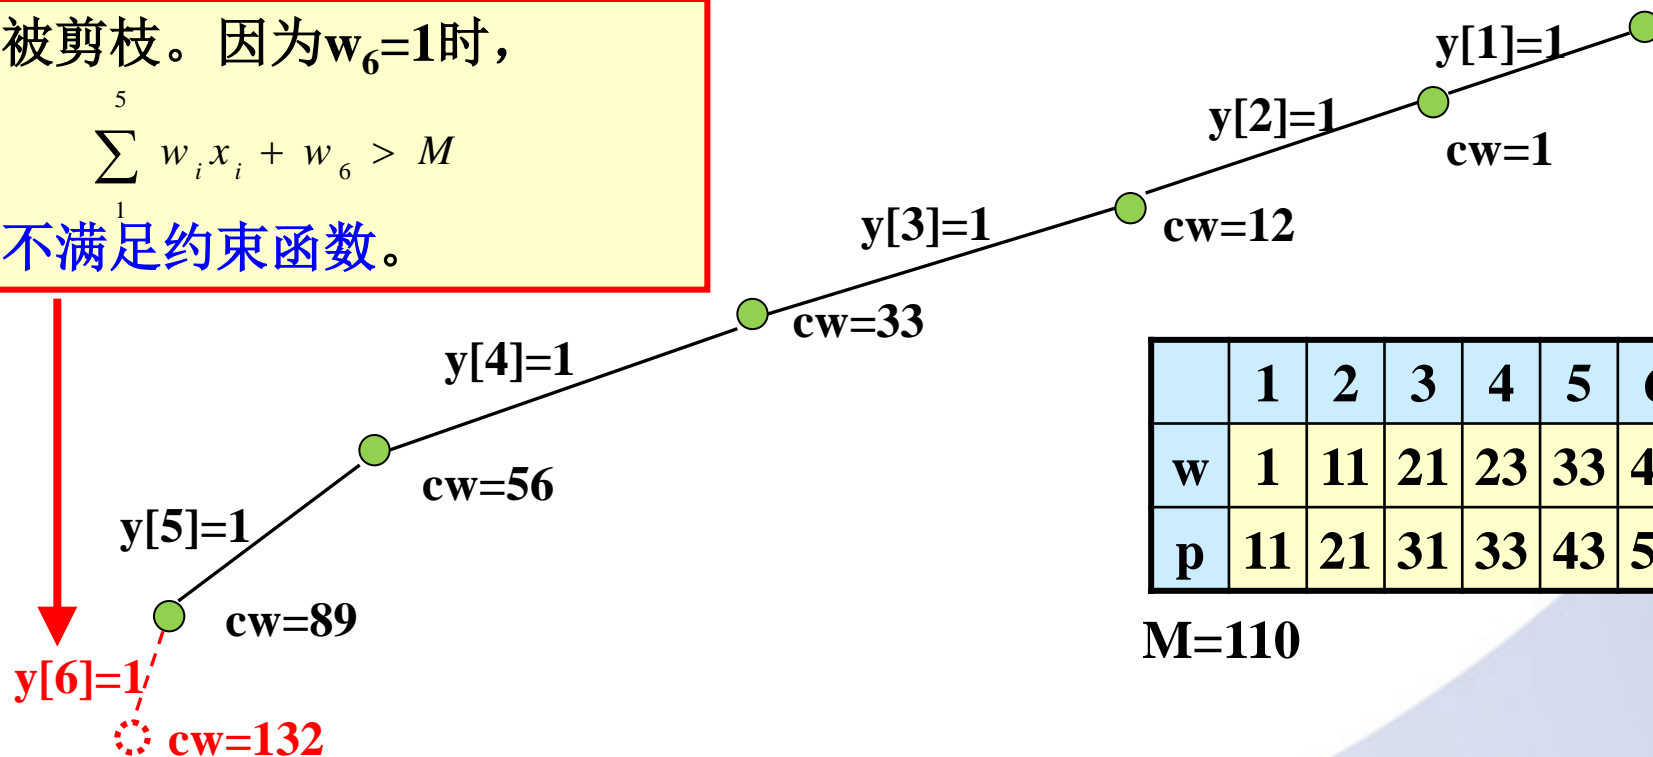 被剪枝。因为w₆=1时，
5
∑ wᵢxᵢ + w₆ > M
1
不满足约束函数。
y[1]=1
y[2]=1
cw=1
y[3]=1
cw=12
cw=33
y[4]=1
cw=56
y[5]=1
cw=89
y[6]=1
cw=132
1 2 3 4 5
w 1 11 21 23 33 4
p 11 21 31 33 43 5
M=110